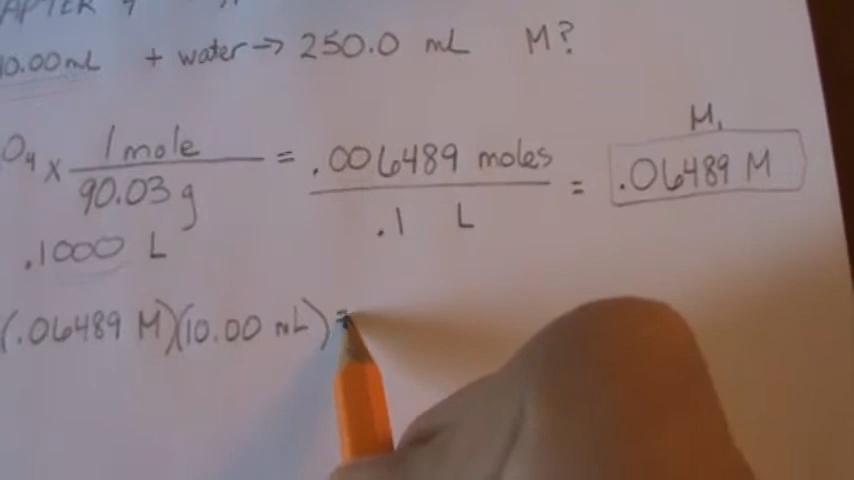 10.00 mL + water → 250.0 mL M?
O4 x 1 mole / 90.03 g = .006489 moles / .1 L = .06489 M
M1
.1000 L
(.06489 M)(10.00 mL) =